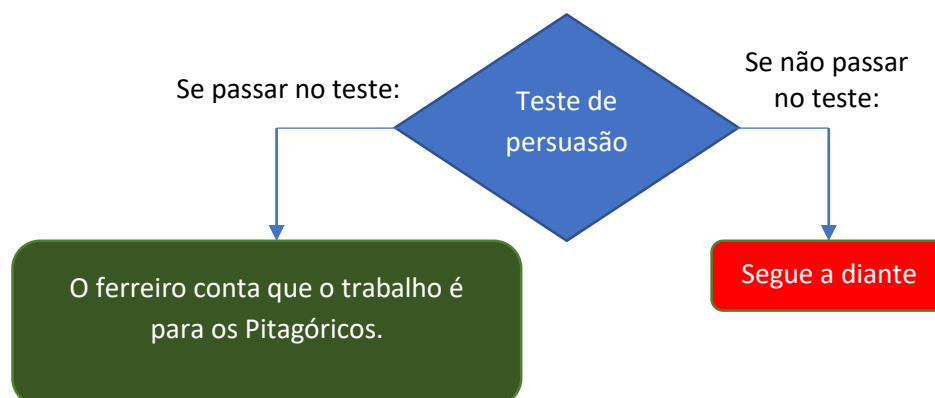 Se passar no teste:
Teste de
persuasão
Se não passar
no teste:
O ferreiro conta que o trabalho é
para os Pitagóricos.
Segue a diante